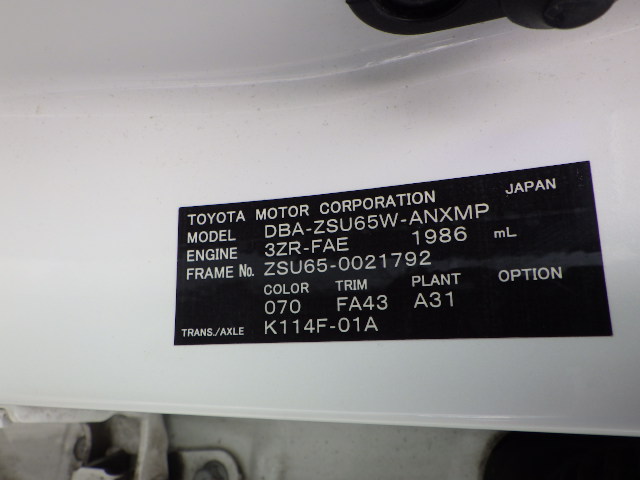 TOYOTA MOTOR CORPORATION JAPAN
MODEL DBA-ZSU65W-ANXMP
ENGINE 3ZR-FAE 1986 mL
FRAME No. ZSU65-0021792
COLOR TRIM PLANT OPTION
070 FA43 A31
TRANS./AXLE K114F-01A